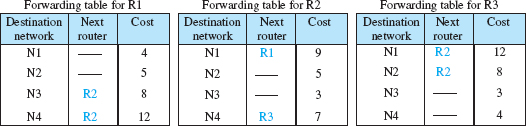 Forwarding table for R1 Forwarding table for R2 Forwarding table for R3
Destination network Next router Cost Destination network Next router Cost Destination network Next router Cost
N1 —— 4 N1 R1 9 N1 R2 12
N2 —— 5 N2 —— 5 N2 R2 8
N3 R2 8 N3 —— 3 N3 —— 3
N4 R2 12 N4 R3 7 N4 —— 4